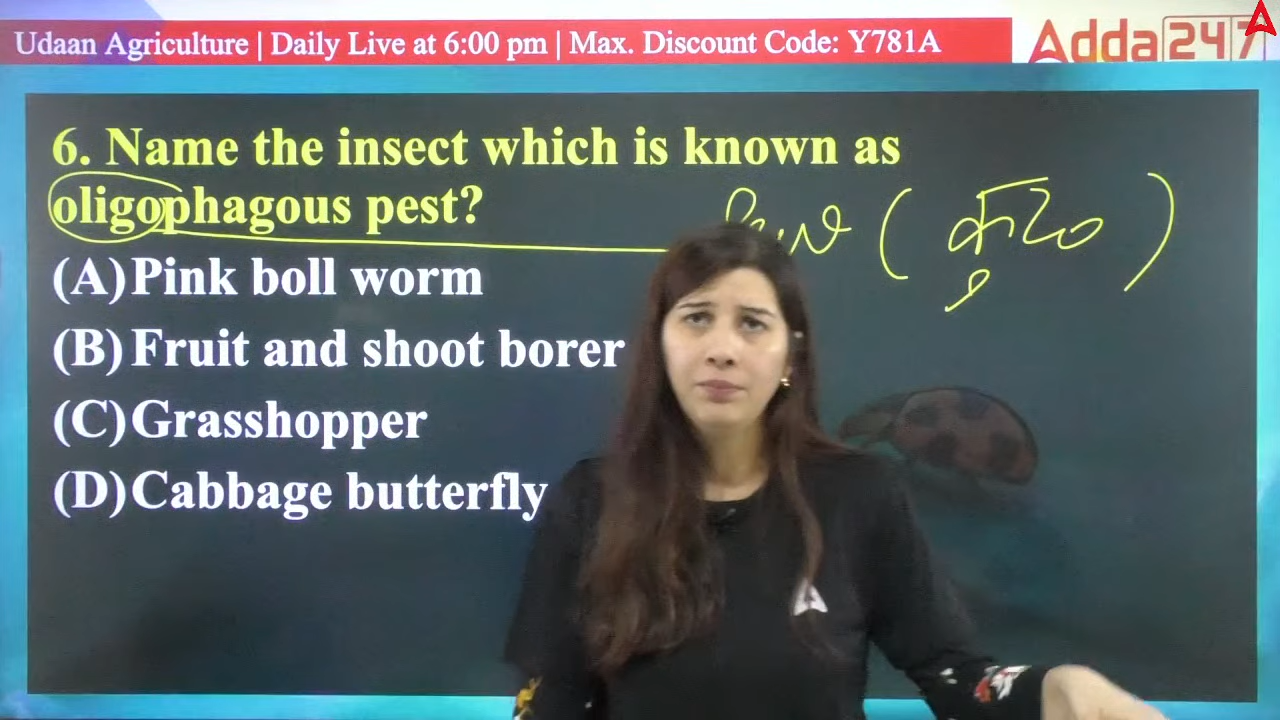 Udaan Agriculture | Daily Live at 6:00 pm | Max. Discount Code: Y781A
Adda247
6. Name the insect which is known as
oligophagous pest?
(A) Pink boll worm
(B) Fruit and shoot borer
(C) Grasshopper
(D) Cabbage butterfly